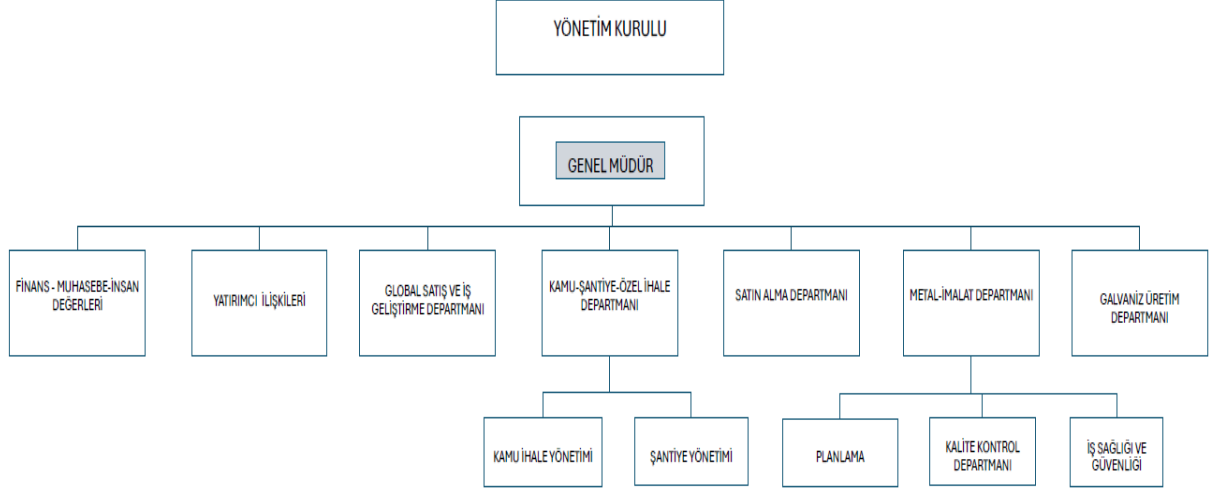 YÖNETİM KURULU
GENEL MÜDÜR
FİNANS - MUHASEBE-İNSAN
DEĞERLERİ
YATIRIMCI İLİŞKİLERİ
GLOBAL SATIŞ VE İŞ
GELİŞTİRME DEPARTMANI
KAMU-ŞANTİYE-ÖZEL İHALE
DEPARTMANI
SATIN ALMA DEPARTMANI
METAL-İMALAT DEPARTMANI
GALVANİZ ÜRETİM
DEPARTMANI
KAMU İHALE YÖNETİMİ
ŞANTİYE YÖNETİMİ
PLANLAMA
KALİTE KONTROL
DEPARTMANI
İŞ SAĞLIĞI VE
GÜVENLİĞİ